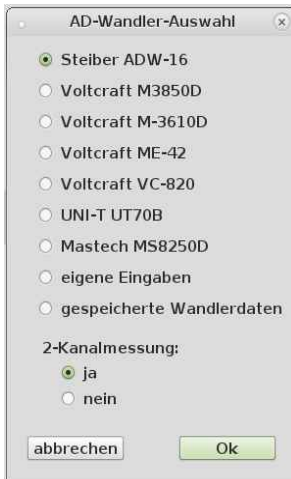 AD-Wandler-Auswahl
Steiber ADW-16
Voltcraft M3850D
Voltcraft M-3610D
Voltcraft ME-42
Voltcraft VC-820
UNI-T UT70B
Mastech MS8250D
eigene Eingaben
gespeicherte Wandlerdaten
2-Kanalmessung:
ja
nein
abbrechen Ok